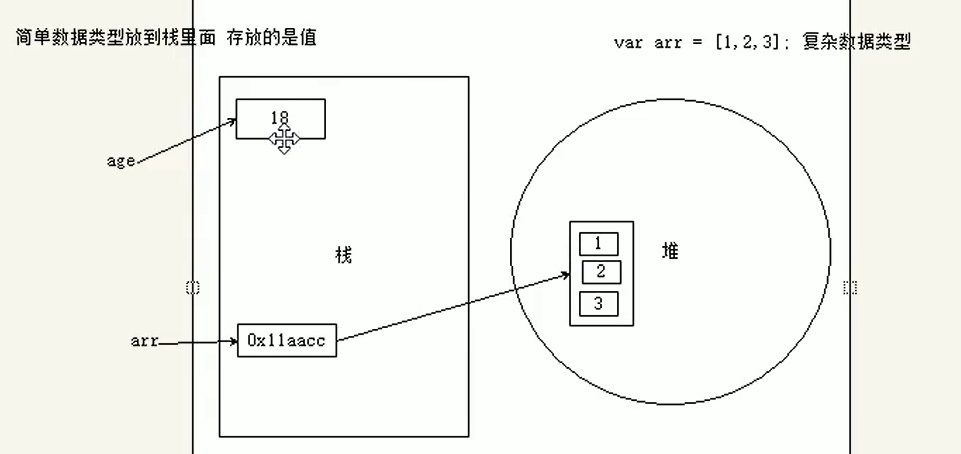 简单数据类型放到栈里面 存放的是值
var arr = [1,2,3]; 复杂数据类型
18
age
1
栈
堆
2
3
arr
0x11aacc